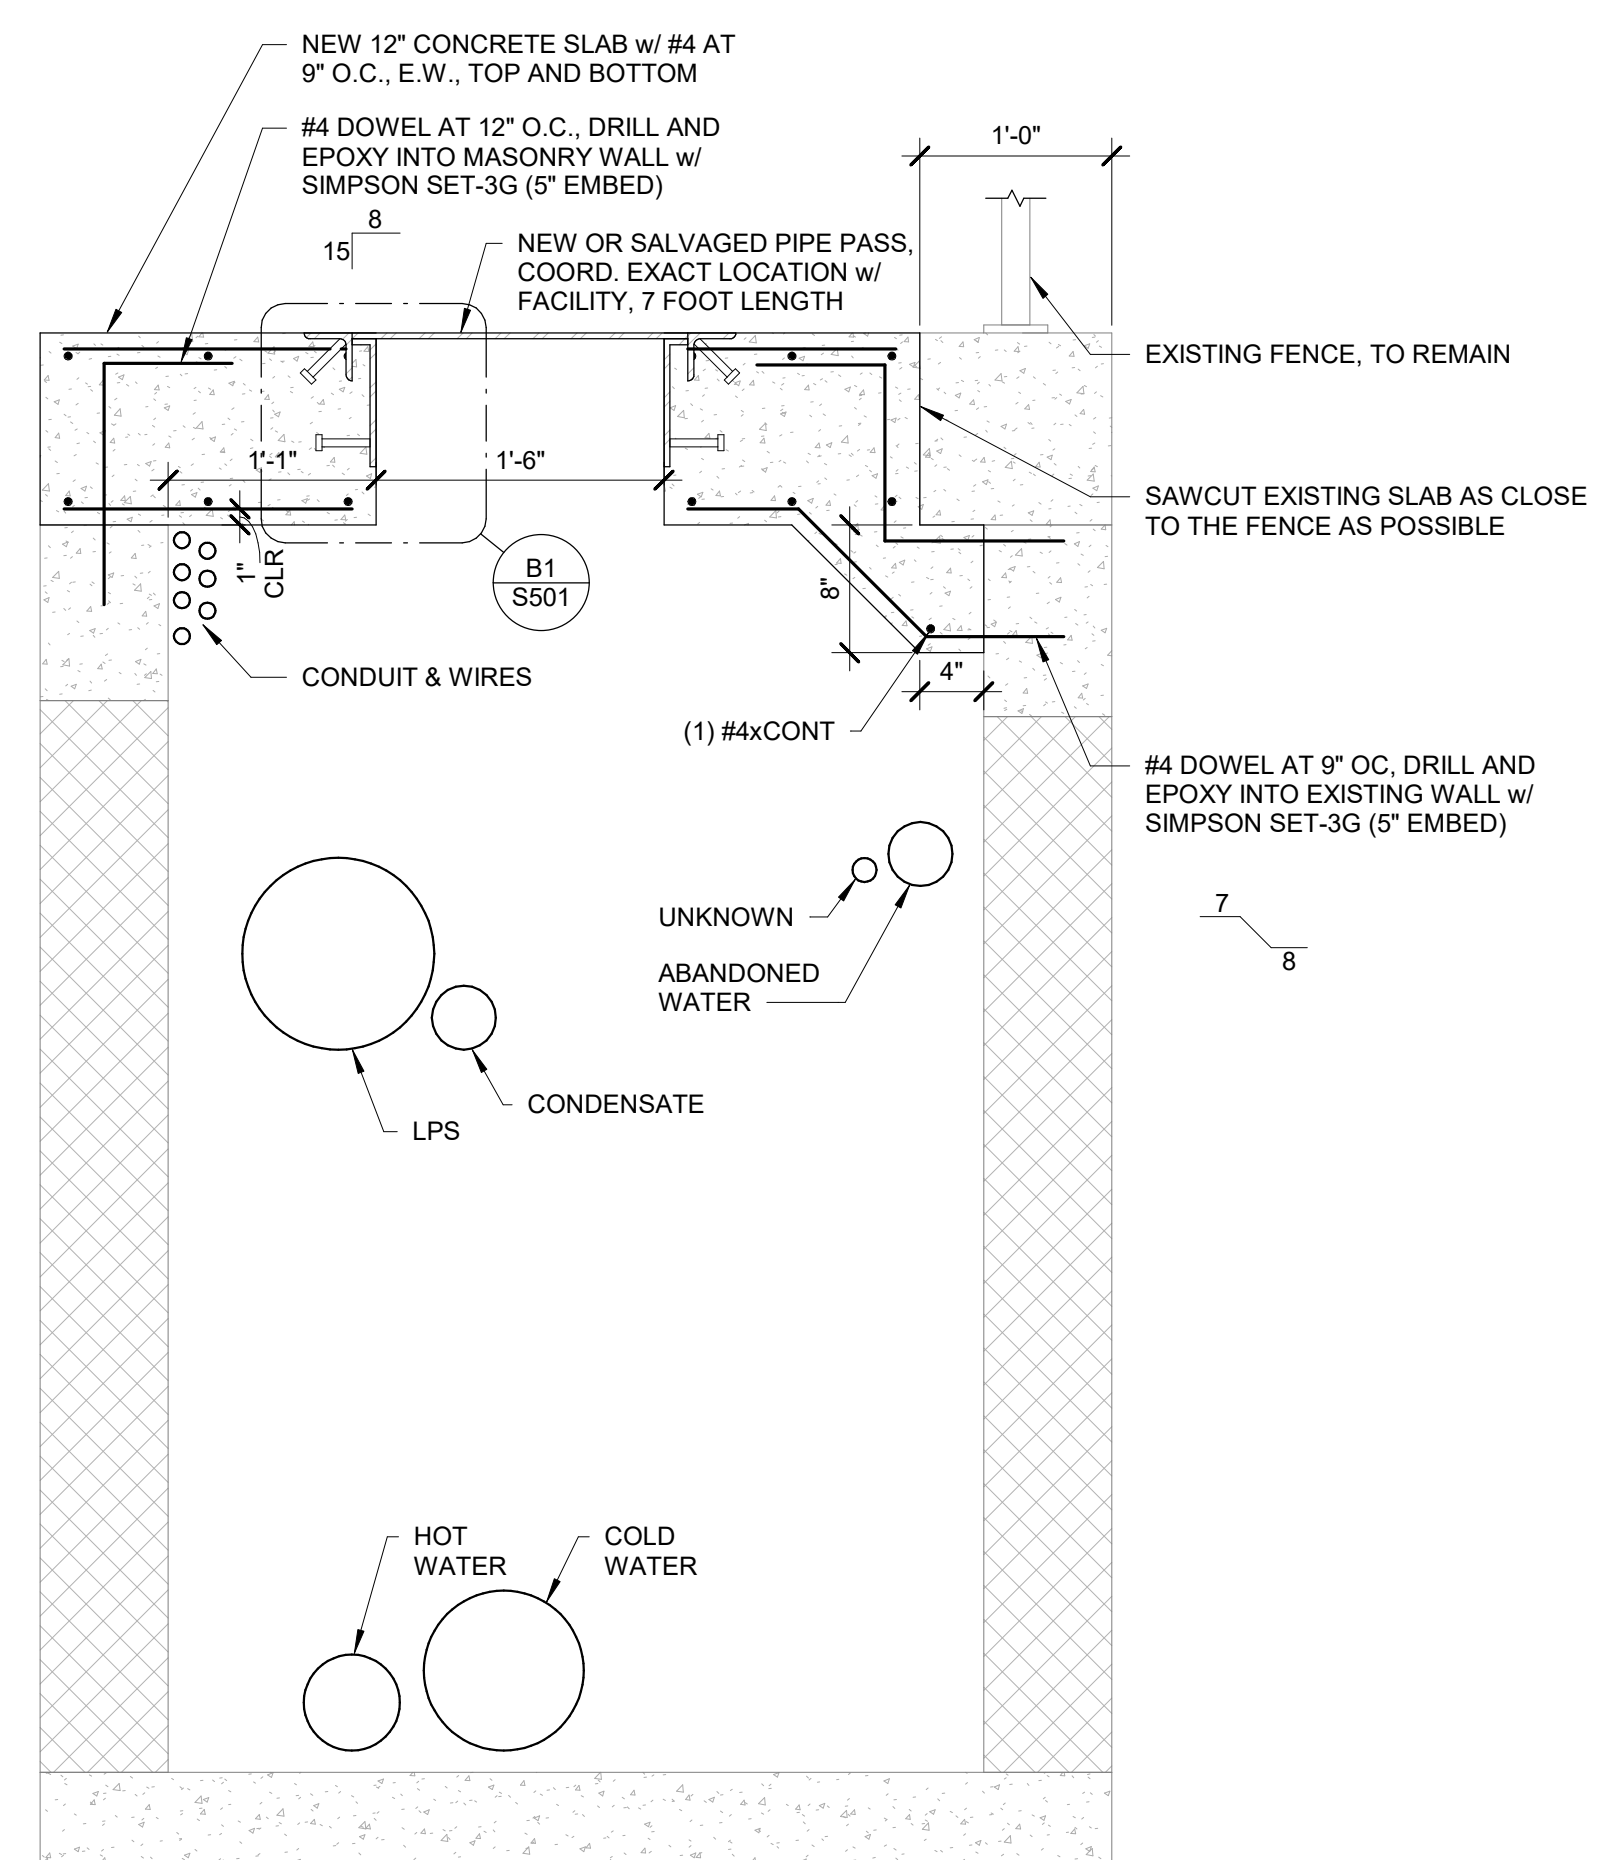 NEW 12" CONCRETE SLAB w/ #4 AT
9" O.C., E.W., TOP AND BOTTOM
#4 DOWEL AT 12" O.C., DRILL AND
EPOXY INTO MASONRY WALL w/
SIMPSON SET-3G (5" EMBED)
8
15
NEW OR SALVAGED PIPE PASS,
COORD. EXACT LOCATION w/
FACILITY, 7 FOOT LENGTH
1'-0"
EXISTING FENCE, TO REMAIN
1'-1"
1'-6"
SAWCUT EXISTING SLAB AS CLOSE
TO THE FENCE AS POSSIBLE
1"
CLR
B1
S501
8"
4"
CONDUIT & WIRES
(1) #4xCONT
#4 DOWEL AT 9" OC, DRILL AND
EPOXY INTO EXISTING WALL w/
SIMPSON SET-3G (5" EMBED)
7
8
UNKNOWN
ABANDONED
WATER
CONDENSATE
LPS
HOT
WATER
COLD
WATER